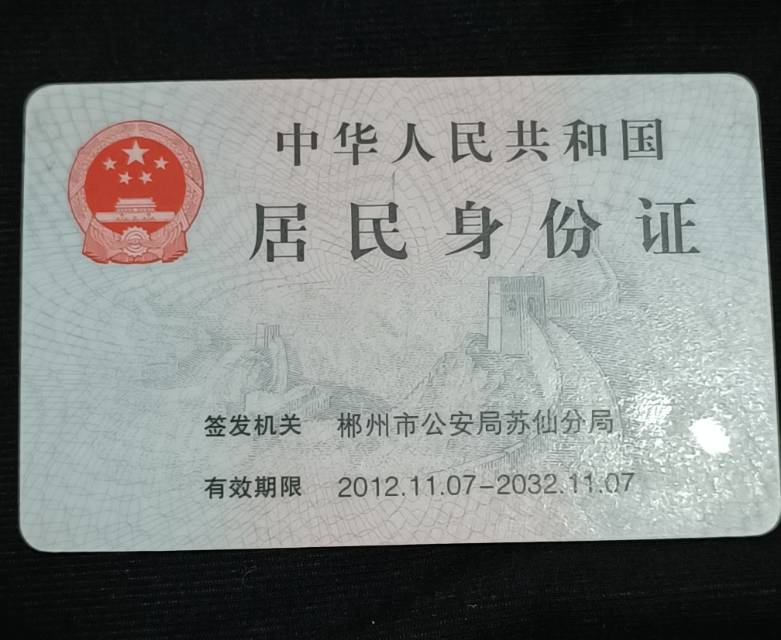 中华人民共和国
居民身份证
签发机关 郴州市公安局苏仙分局
有效期限 2012.11.07-2032.11.07